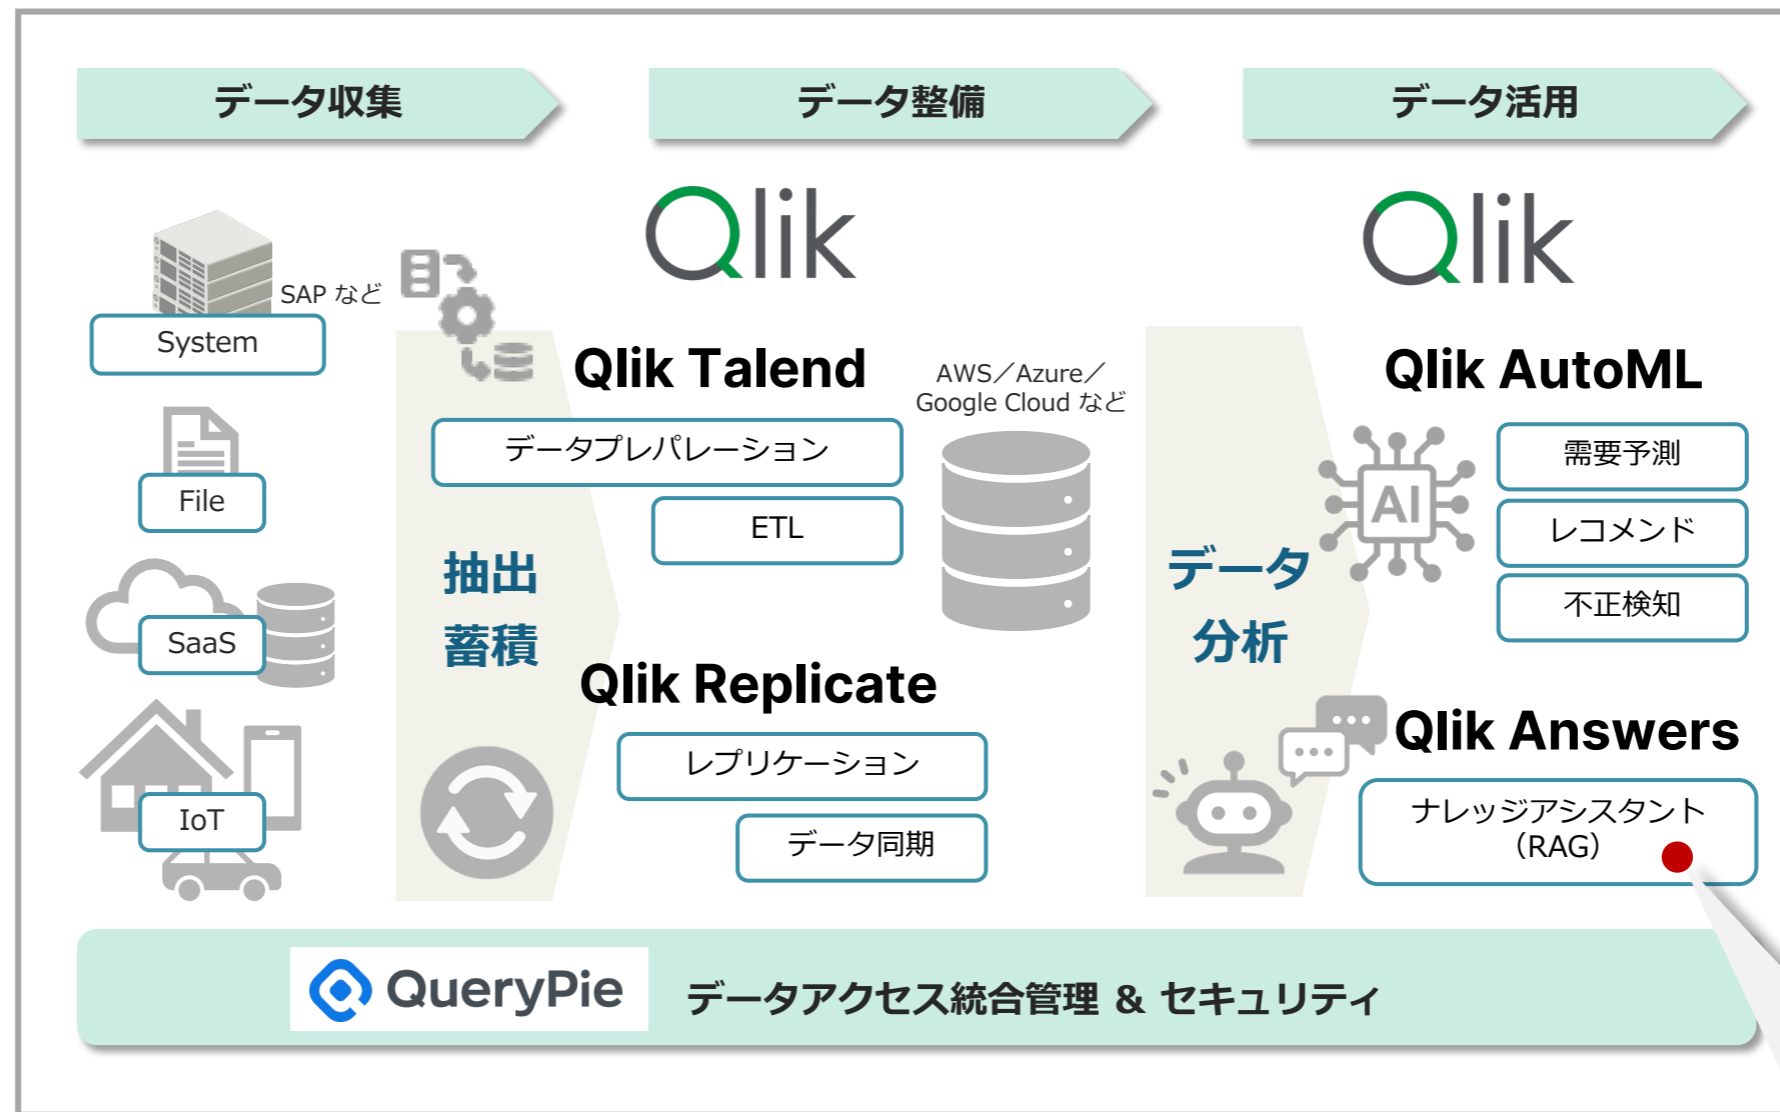 データ収集
データ整備
データ活用
Qlik
Qlik
SAP など
System
File
SaaS
IoT
抽出
蓄積
Qlik Talend
データプレパレーション
ETL
AWS／Azure／
Google Cloud など
Qlik Replicate
レプリケーション
データ同期
データ
分析
Qlik AutoML
AI
需要予測
レコメンド
不正検知
Qlik Answers
ナレッジアシスタント
（RAG）
QueryPie
データアクセス統合管理 & セキュリティ